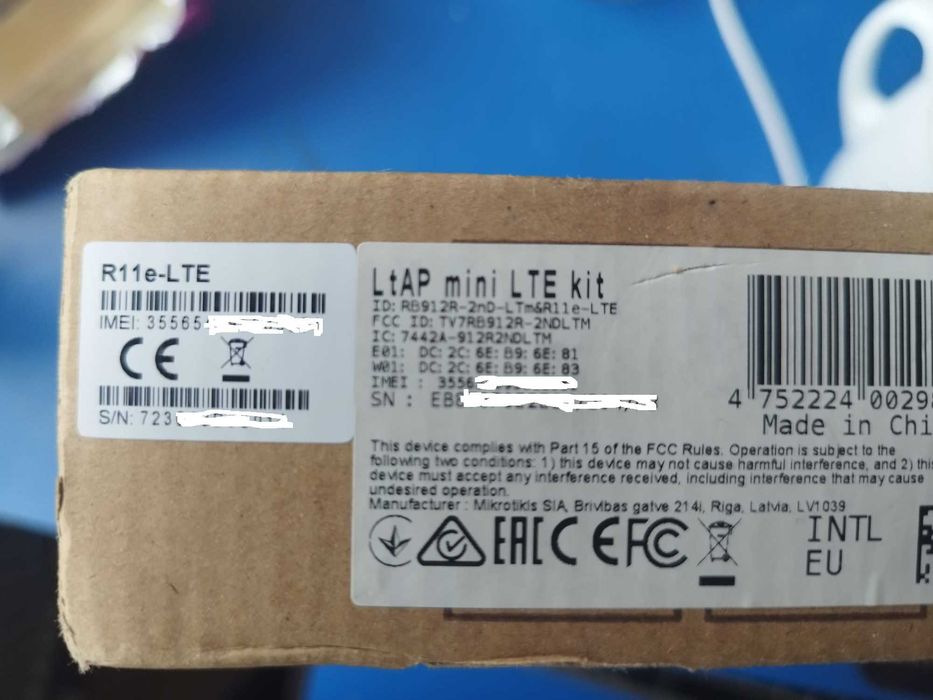 R11e-LTE
IMEI: 35565
CE
S/N: 723
LtAP mini LTE kit
ID: RB912R-2nD-LTm&R11e-LTE
FCC ID: TV7RB912R-2NDLTM
IC: 7442A-912R2NDLTM
E01: DC:2C:6E:B9:6E:81
W01: DC:2C:6E:B9:6E:83
IMEI : 3556
SN : EB
4 752224 0029
Made in Chi
This device complies with Part 15 of the FCC Rules. Operation is subject to the
following two conditions: 1) this device may not cause harmful interference, and 2) this
device must accept any interference received, including interference that may cause
undesired operation.
Manufacturer : Mikrotikls SIA, Brivibas gatve 214i, Riga, Latvia, LV1039
EAC CE FC
INTL
EU